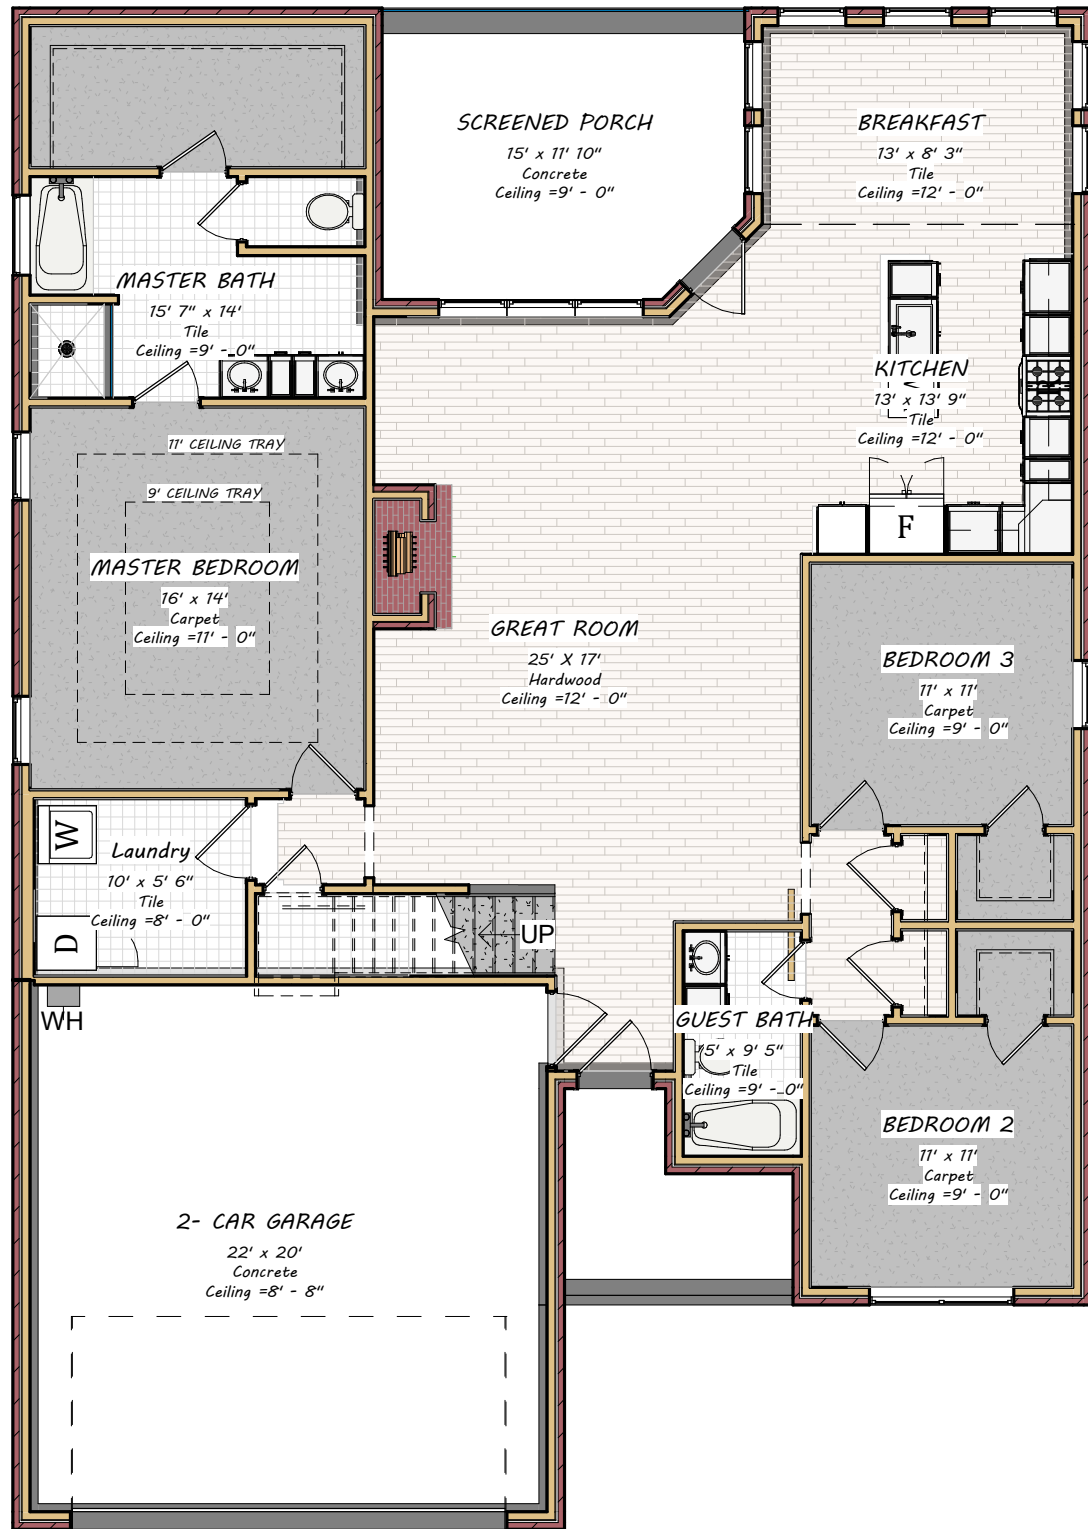 SCREENED PORCH
15' x 11' 10"
Concrete
Ceiling =9' - 0"
BREAKFAST
13' x 8' 3"
Tile
Ceiling =12' - 0"
MASTER BATH
15' 7" x 14'
Tile
Ceiling =9' - 0"
KITCHEN
13' x 13' 9"
Tile
Ceiling =12' - 0"
11' CEILING TRAY
9' CEILING TRAY
F
MASTER BEDROOM
16' x 14'
Carpet
Ceiling =11' - 0"
GREAT ROOM
25' X 17'
Hardwood
Ceiling =12' - 0"
BEDROOM 3
11' x 11'
Carpet
Ceiling =9' - 0"
W
Laundry
10' x 5' 6"
Tile
Ceiling =8' - 0"
D
UP
WH
GUEST BATH
5' x 9' 5"
Tile
Ceiling =9' - 0"
BEDROOM 2
11' x 11'
Carpet
Ceiling =9' - 0"
2- CAR GARAGE
22' x 20'
Concrete
Ceiling =8' - 8"